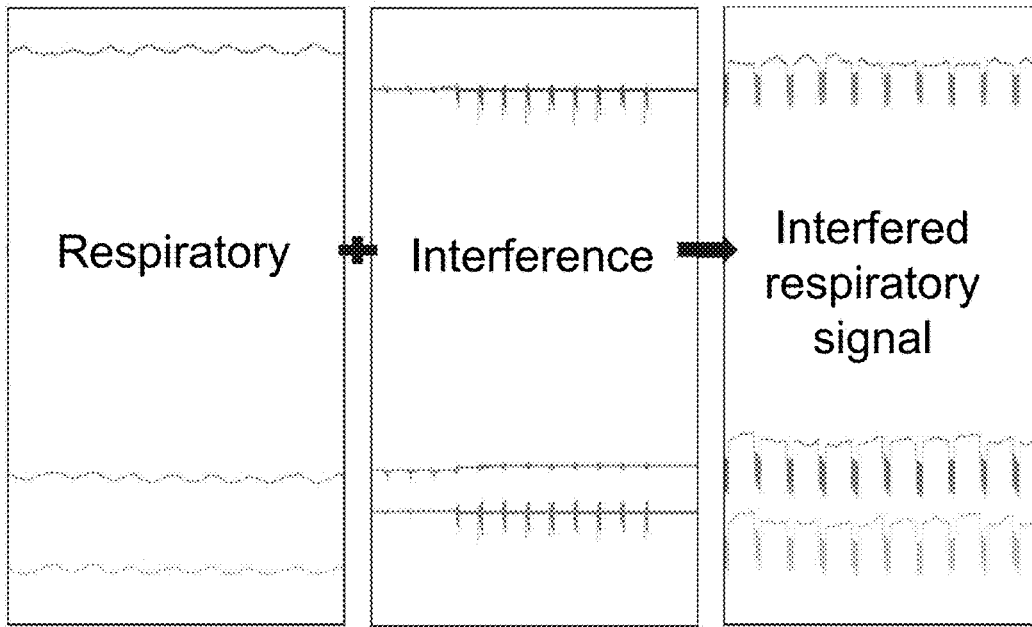 Respiratory
Interference
Interfered
respiratory
signal